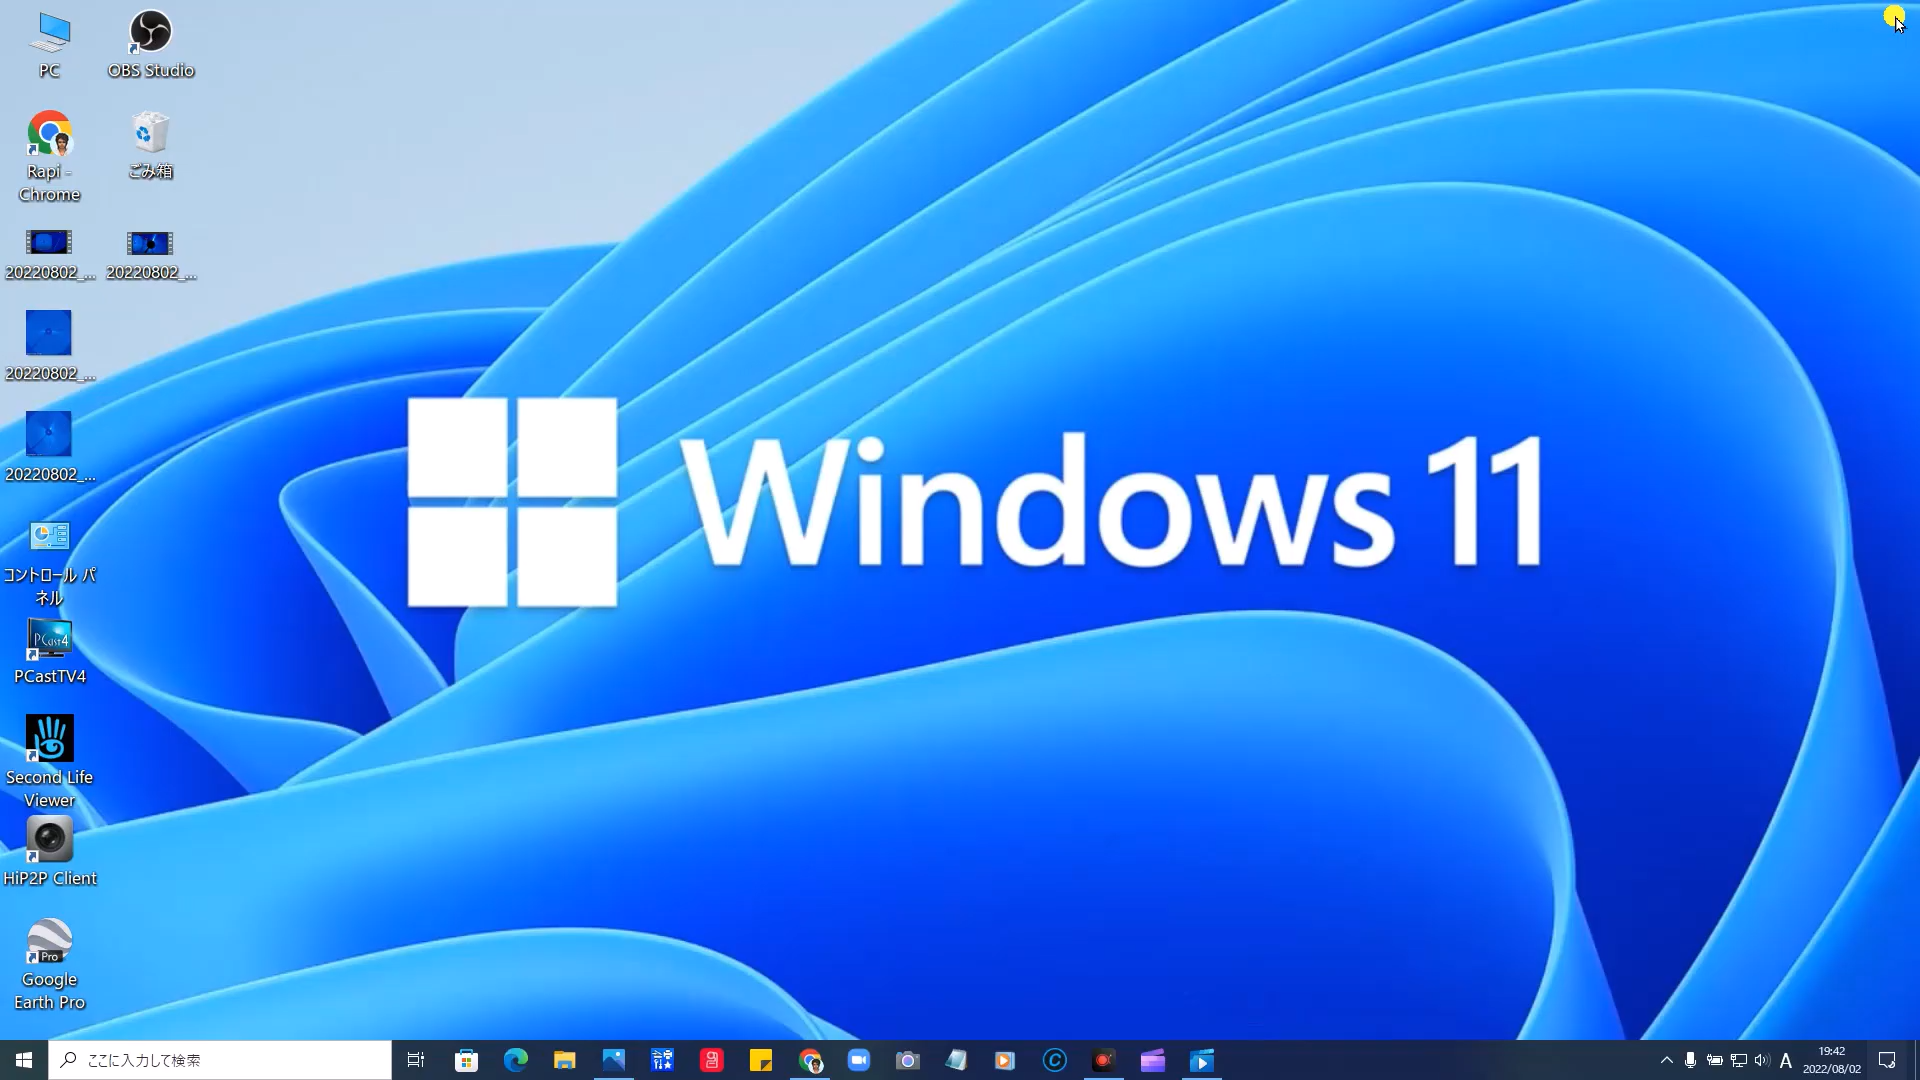 PC
OBS Studio
Rapi -
Chrome
ごみ箱
20220802_...
20220802_...
20220802_...
20220802_...
Windows 11
コントロール パ
ネル
PCast4
PCastTV4
Second Life
Viewer
HiP2P Client
Pro
Google
Earth Pro
ここに入力して検索
A
19:42
2022/08/02